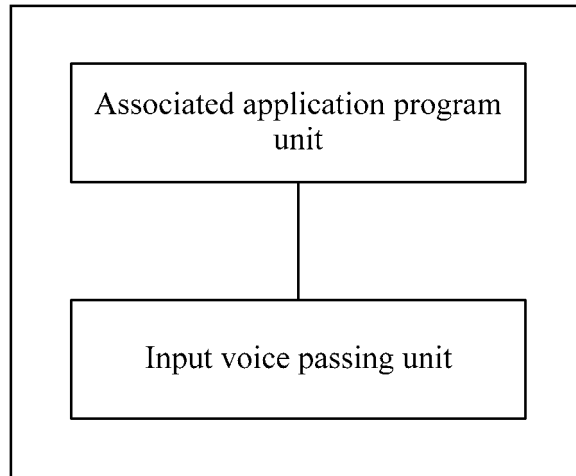 Associated application program
unit
Input voice passing unit